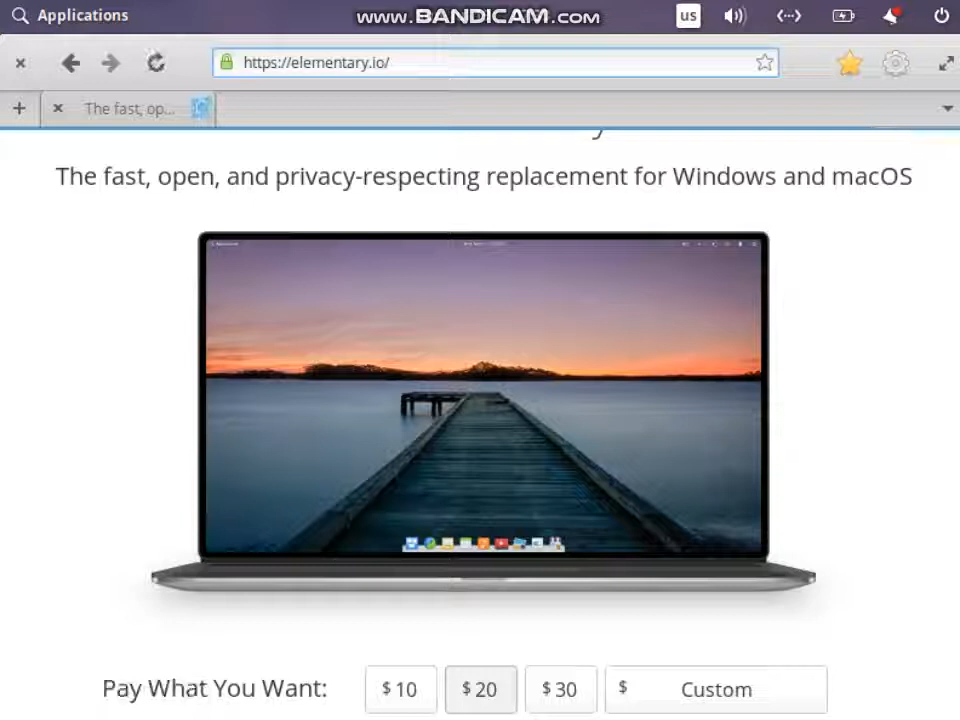 Applications
www.BANDICAM.com
us
https://elementary.io/
The fast, op...
The fast, open, and privacy-respecting replacement for Windows and macOS
Pay What You Want:
$ 10
$ 20
$ 30
$ Custom